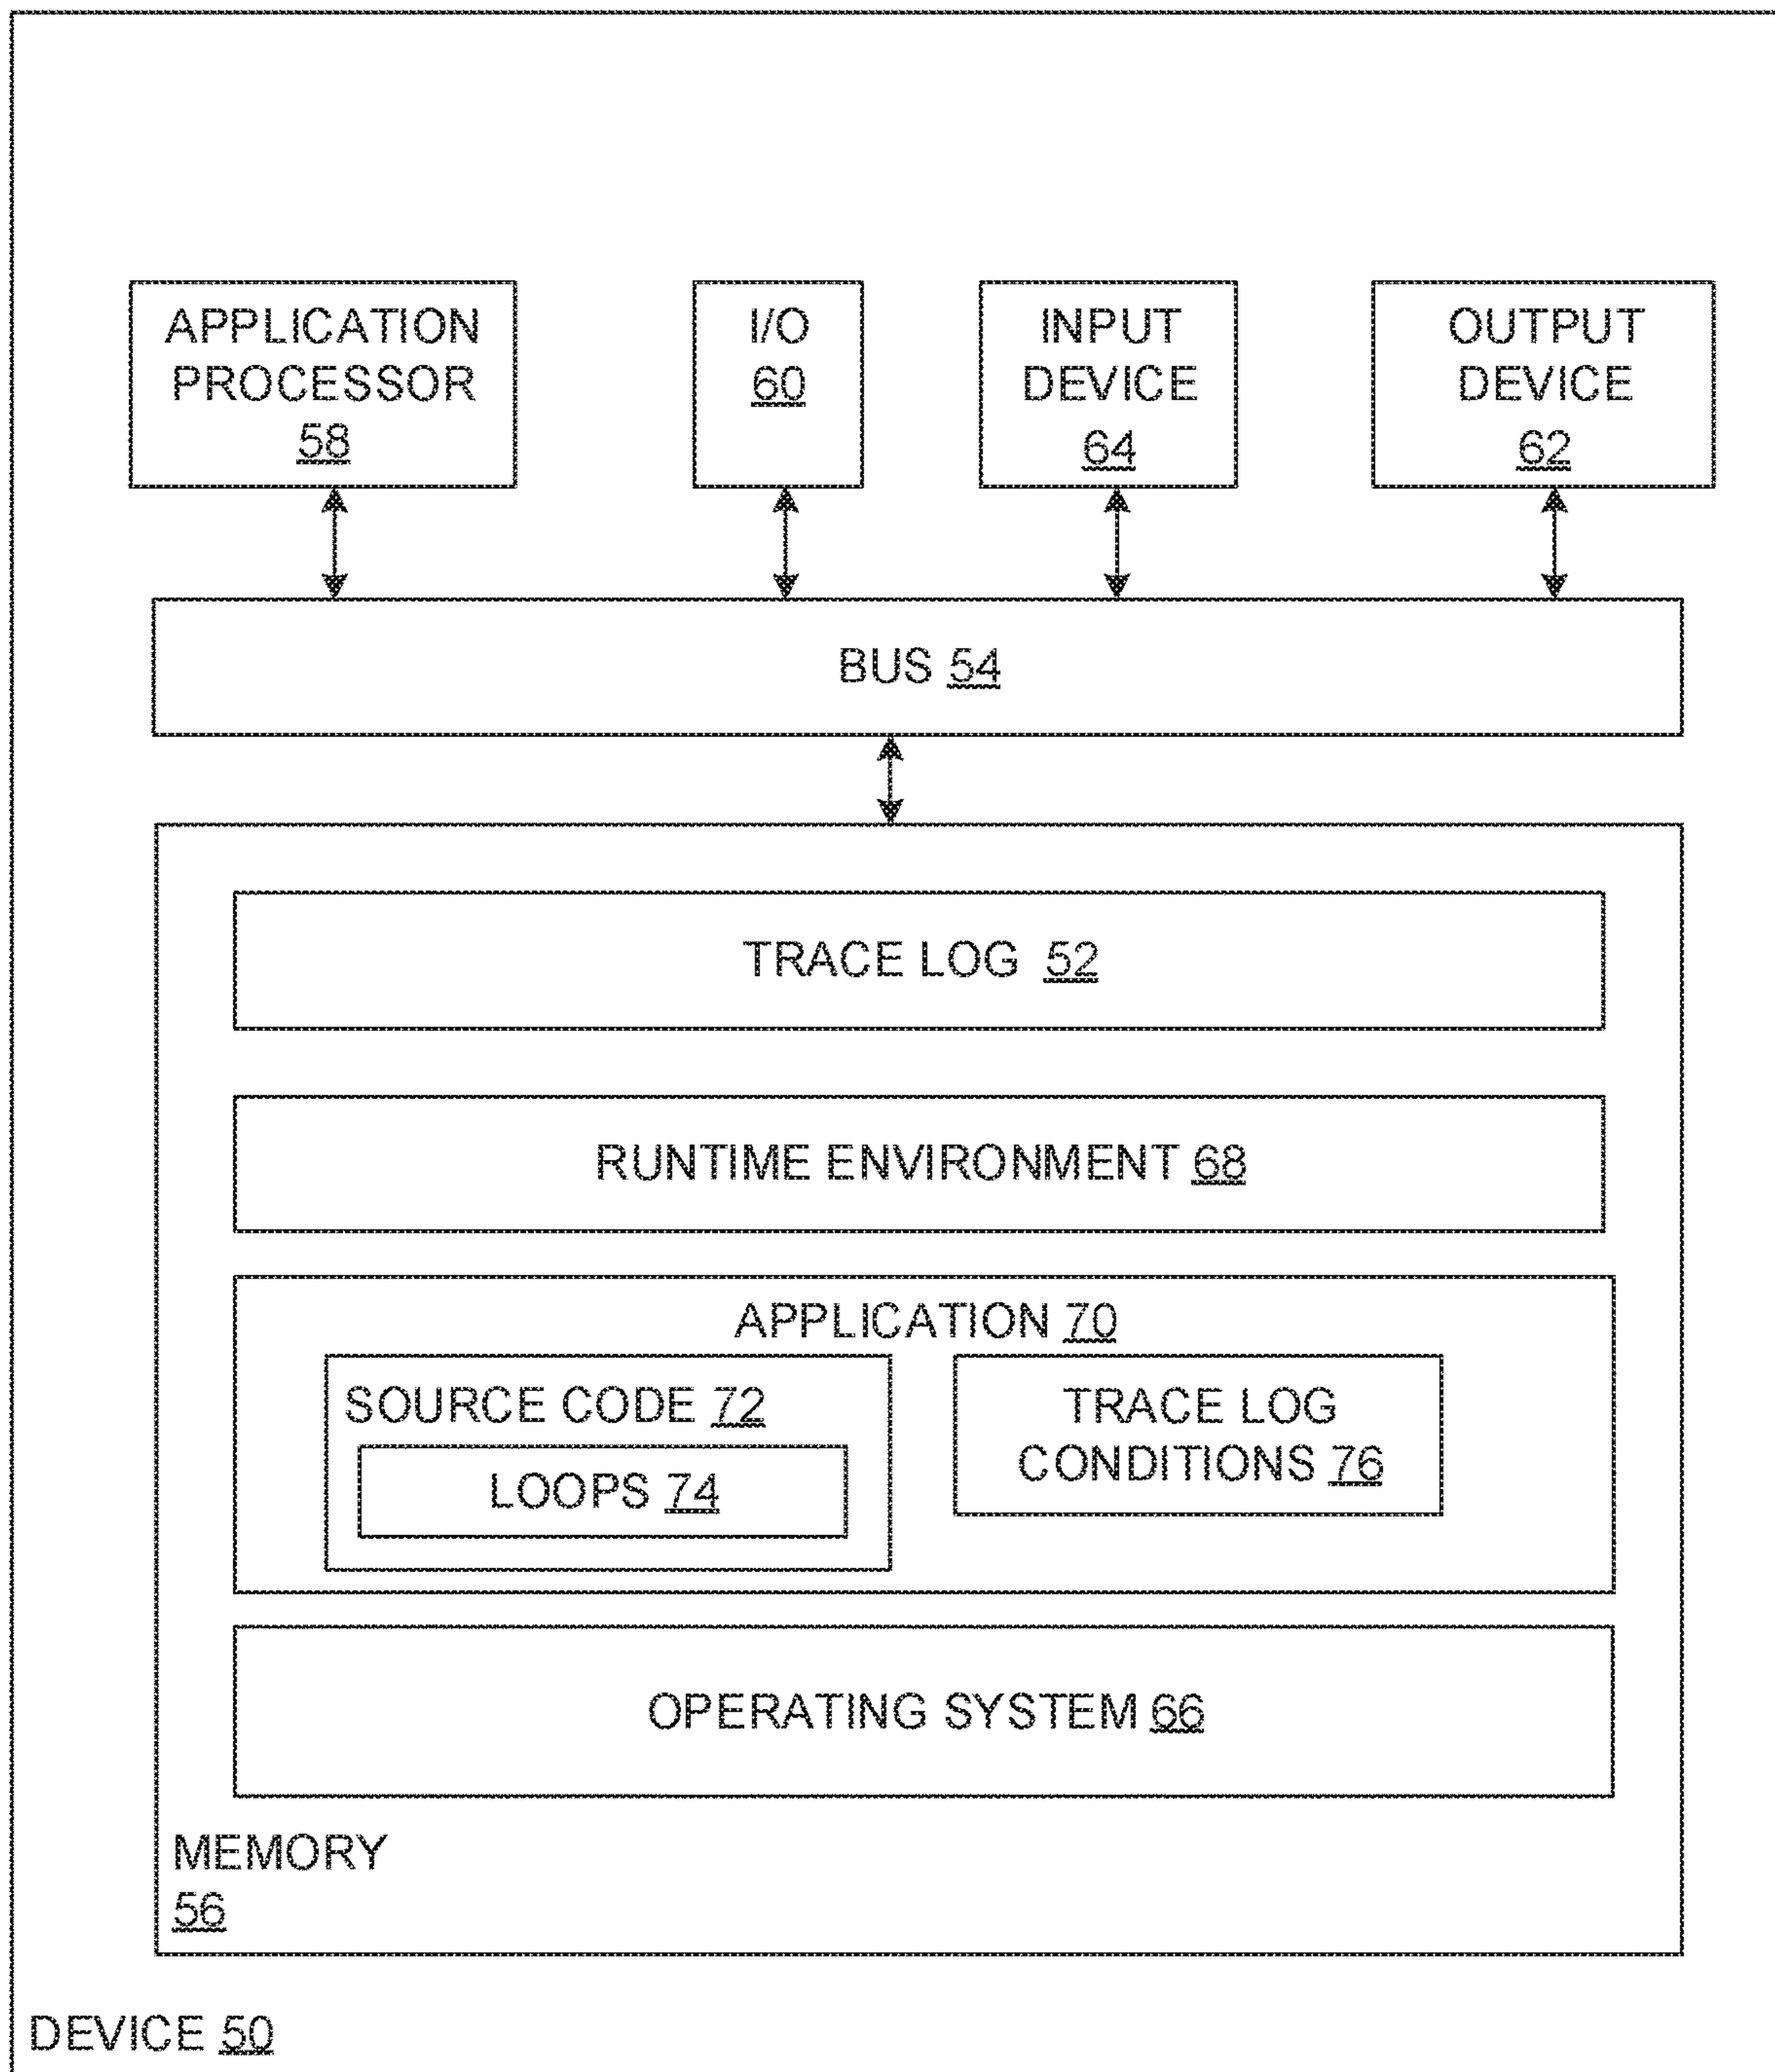 APPLICATION
PROCESSOR
58
I/O
60
INPUT
DEVICE
64
OUTPUT
DEVICE
62
BUS 54
TRACE LOG 52
RUNTIME ENVIRONMENT 68
APPLICATION 70
SOURCE CODE 72
LOOPS 74
TRACE LOG
CONDITIONS 76
OPERATING SYSTEM 66
MEMORY
56
DEVICE 50